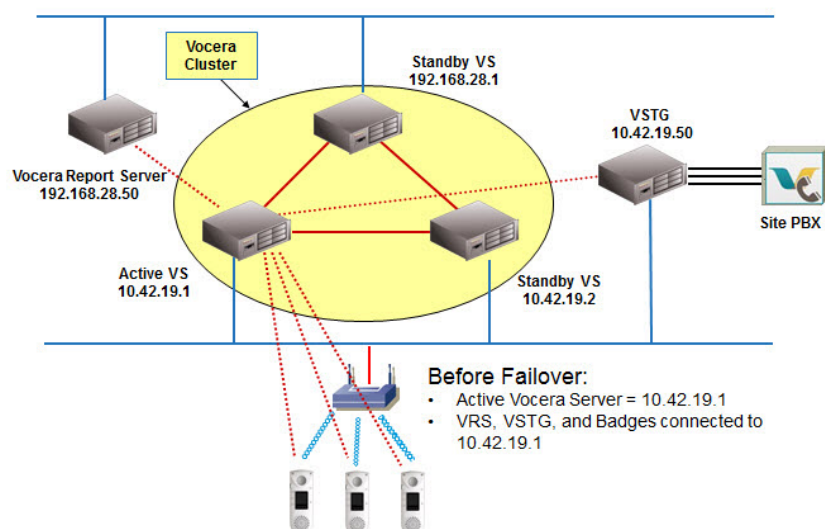 Vocera
Cluster
Standby VS
192.168.28.1
VSTG
10.42.19.50
Vocera Report Server
192.168.28.50
Site PBX
Active VS
10.42.19.1
Standby VS
10.42.19.2
Before Failover:
• Active Vocera Server = 10.42.19.1
• VRS, VSTG, and Badges connected to
10.42.19.1